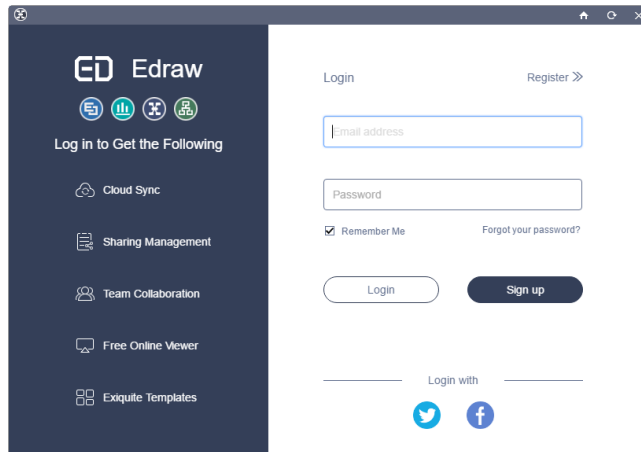 ED Edraw
Log in to Get the Following
Cloud Sync
Sharing Management
Team Collaboration
Free Online Viewer
Exiquite Templates
Login
Register
Email address
Password
Remember Me
Forgot your password?
Login
Sign up
Login with